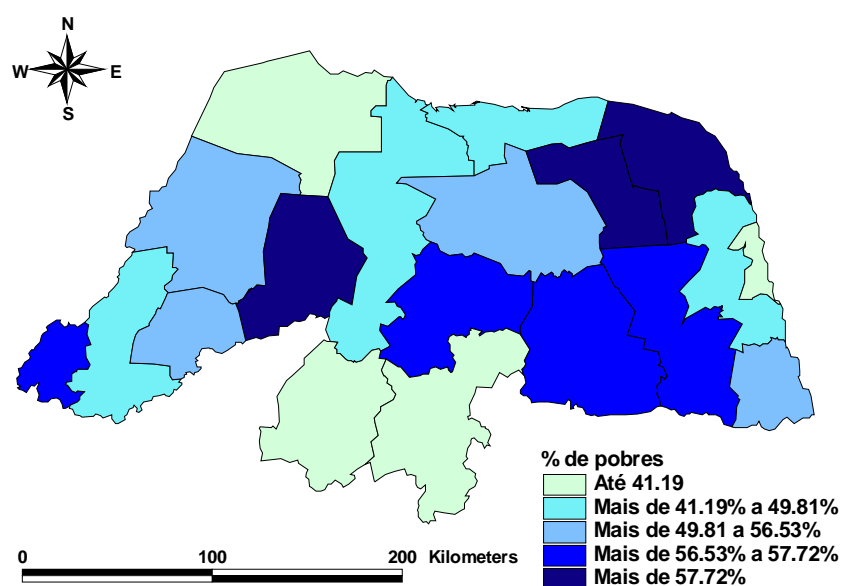 N
W E
S
% de pobres
Até 41.19
Mais de 41.19% a 49.81%
Mais de 49.81 a 56.53%
Mais de 56.53% a 57.72%
Mais de 57.72%
0 100 200 Kilometers